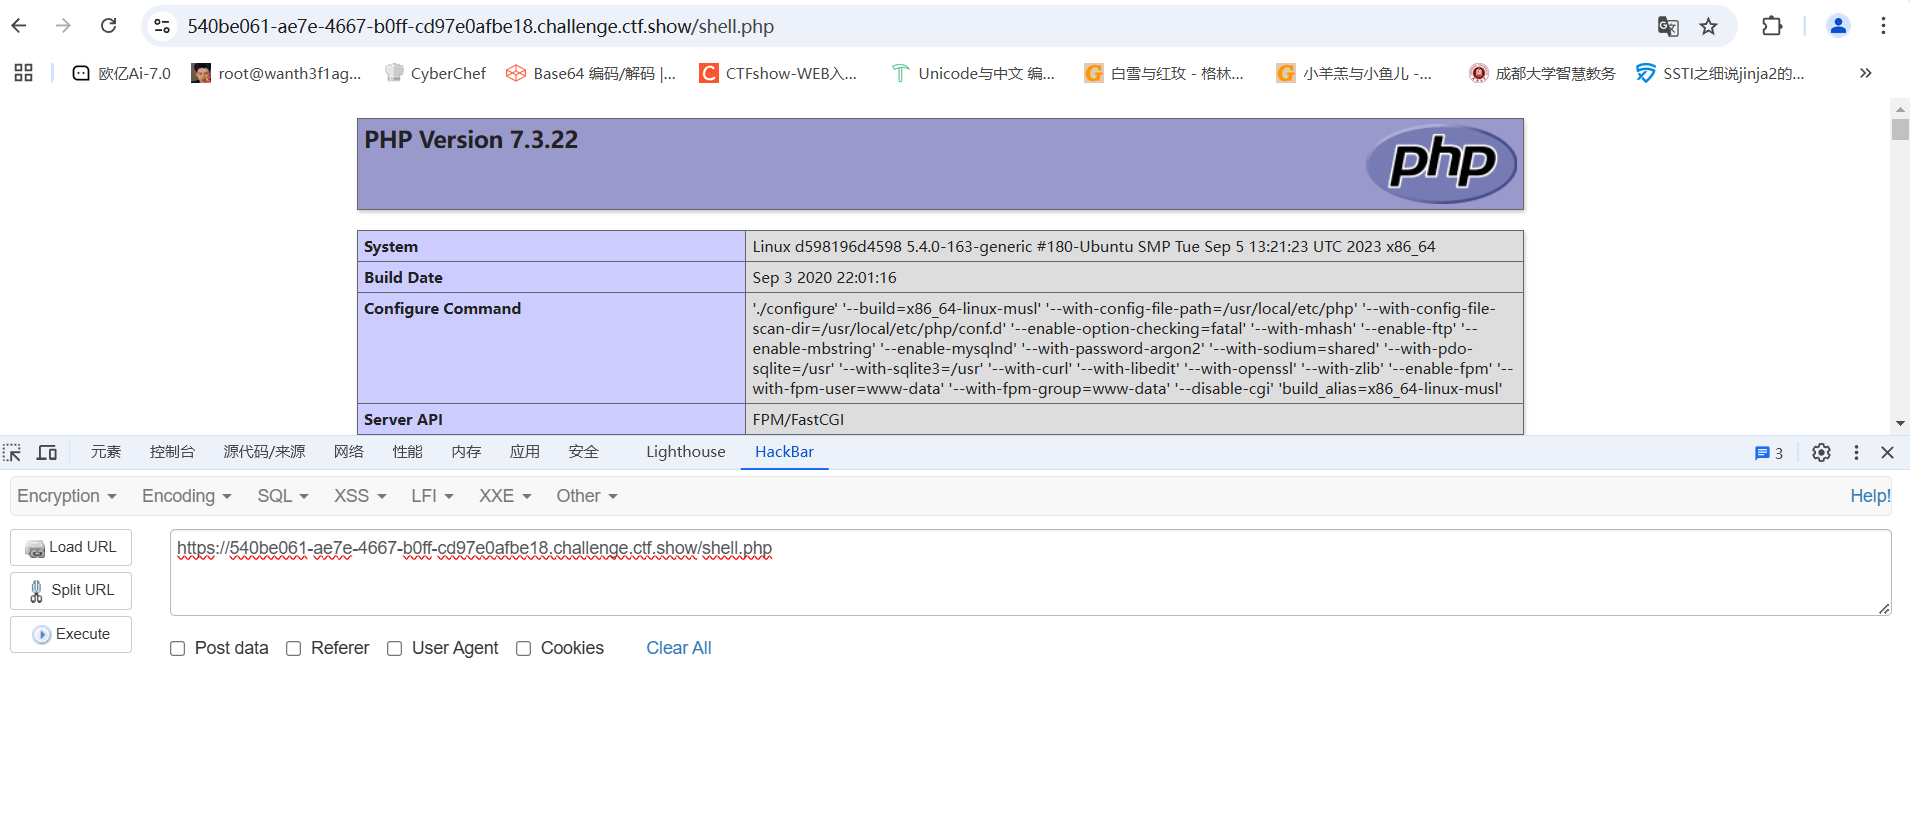 540be061-ae7e-4667-b0ff-cd97e0afbe18.challenge.ctf.show/shell.php
欧亿Ai-7.0 root@wanth3f1ag... CyberChef Base64 编码/解码 |... CTFshow-WEB入... Unicode与中文 编... 白雪与红玫 - 格林... 小羊羔与小鱼儿 -... 成都大学智慧教务 SSTI之细说jinja2的... »
PHP Version 7.3.22
php
System Linux d598196d4598 5.4.0-163-generic #180-Ubuntu SMP Tue Sep 5 13:21:23 UTC 2023 x86_64
Build Date Sep 3 2020 22:01:16
Configure Command './configure' '--build=x86_64-linux-musl' '--with-config-file-path=/usr/local/etc/php' '--with-config-file-
scan-dir=/usr/local/etc/php/conf.d' '--enable-option-checking=fatal' '--with-mhash' '--enable-ftp' '--
enable-mbstring' '--enable-mysqlnd' '--with-password-argon2' '--with-sodium=shared' '--with-pdo-
sqlite=/usr' '--with-sqlite3=/usr' '--with-curl' '--with-libedit' '--with-openssl' '--with-zlib' '--enable-fpm' '--
with-fpm-user=www-data' '--with-fpm-group=www-data' '--disable-cgi' 'build_alias=x86_64-linux-musl'
Server API FPM/FastCGI
元素 控制台 源代码/来源 网络 性能 内存 应用 安全 Lighthouse HackBar 3
Encryption Encoding SQL XSS LFI XXE Other Help!
Load URL
https://540be061-ae7e-4667-b0ff-cd97e0afbe18.challenge.ctf.show/shell.php
Split URL
Execute
Post data Referer User Agent Cookies Clear All